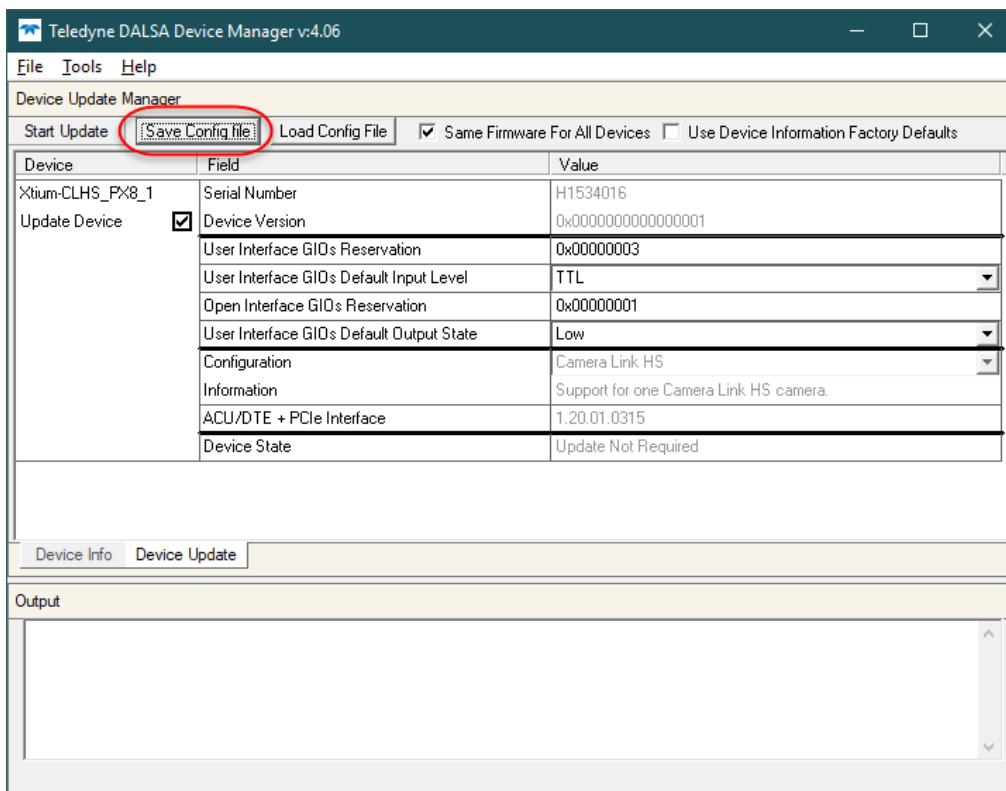 Teledyne DALSA Device Manager v:4.06
File Tools Help
Device Update Manager
Start Update Save Config file Load Config File Same Firmware For All Devices Use Device Information Factory Defaults
Device Field Value
Xtium-CLHS_PX8_1 Serial Number H1534016
Update Device Device Version 0x0000000000000001
User Interface GIOs Reservation 0x00000003
User Interface GIOs Default Input Level TTL
Open Interface GIOs Reservation 0x00000001
User Interface GIOs Default Output State Low
Configuration Camera Link HS
Information Support for one Camera Link HS camera.
ACU/DTE + PCIe Interface 1.20.01.0315
Device State Update Not Required
Device Info Device Update
Output